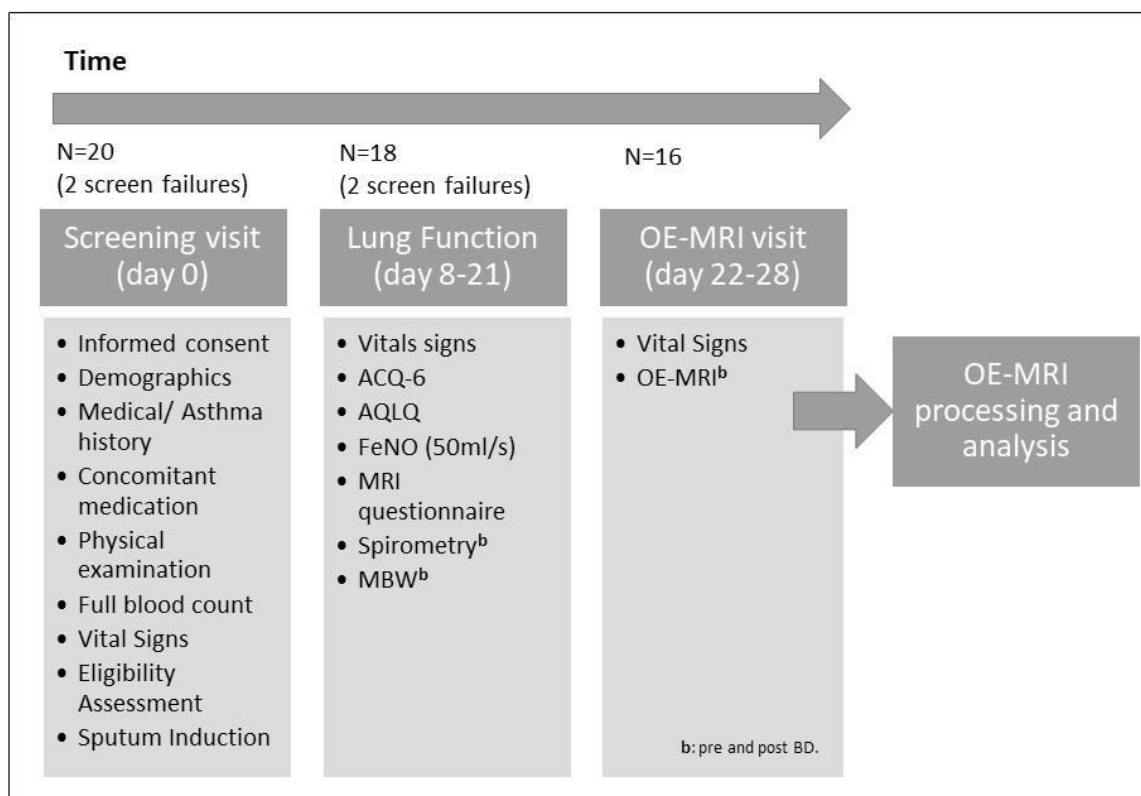 Time
N=20
(2 screen failures)
N=18
(2 screen failures)
N=16
Screening visit
(day 0)
• Informed consent
• Demographics
• Medical/ Asthma
history
• Concomitant
medication
• Physical
examination
• Full blood count
• Vital Signs
• Eligibility
Assessment
• Sputum Induction
Lung Function
(day 8-21)
• Vitals signs
• ACQ-6
• AQLQ
• FeNO (50ml/s)
• MRI
questionnaire
• Spirometryᵇ
• MBWᵇ
OE-MRI visit
(day 22-28)
• Vital Signs
• OE-MRIᵇ
b: pre and post BD.
OE-MRI
processing and
analysis